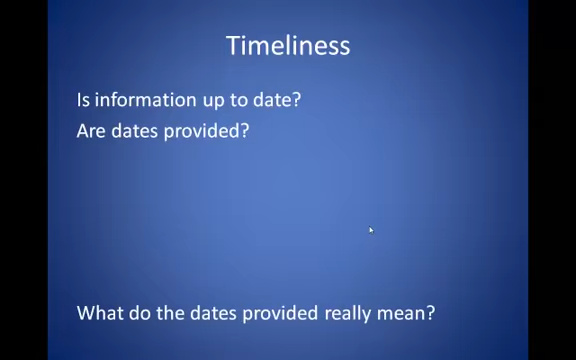 Timeliness
Is information up to date?
Are dates provided?
What do the dates provided really mean?